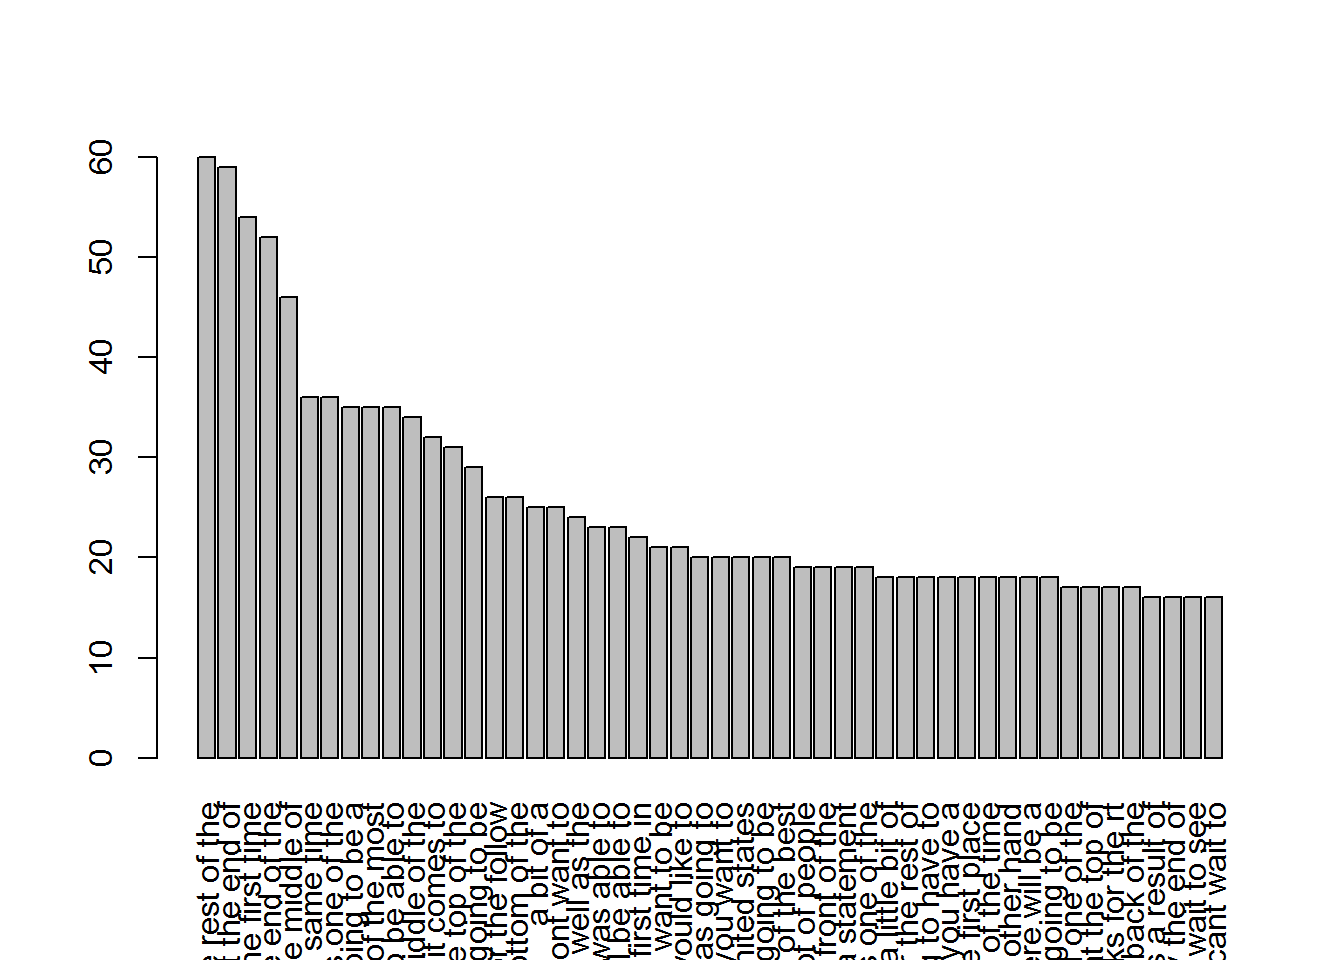 60
50
40
30
20
10
0
rest of the
the end of
first time
end of the
middle of
same time
one of the
to be a
of the most
be able to
of the
it comes to
top of the
going to be
the follow
of the
a bit of a
want to
well as the
was able to
be able to
first time in
want to be
would like to
going to
you want to
states
going to be
of the best
of people
front of the
a statement
one of the
a little bit of
the rest of
to have to
you have a
first place
of the time
other hand
will be a
going to be
one of the
the top of
for the rt
back of the
a result of
the end of
wait to see
cant wait to